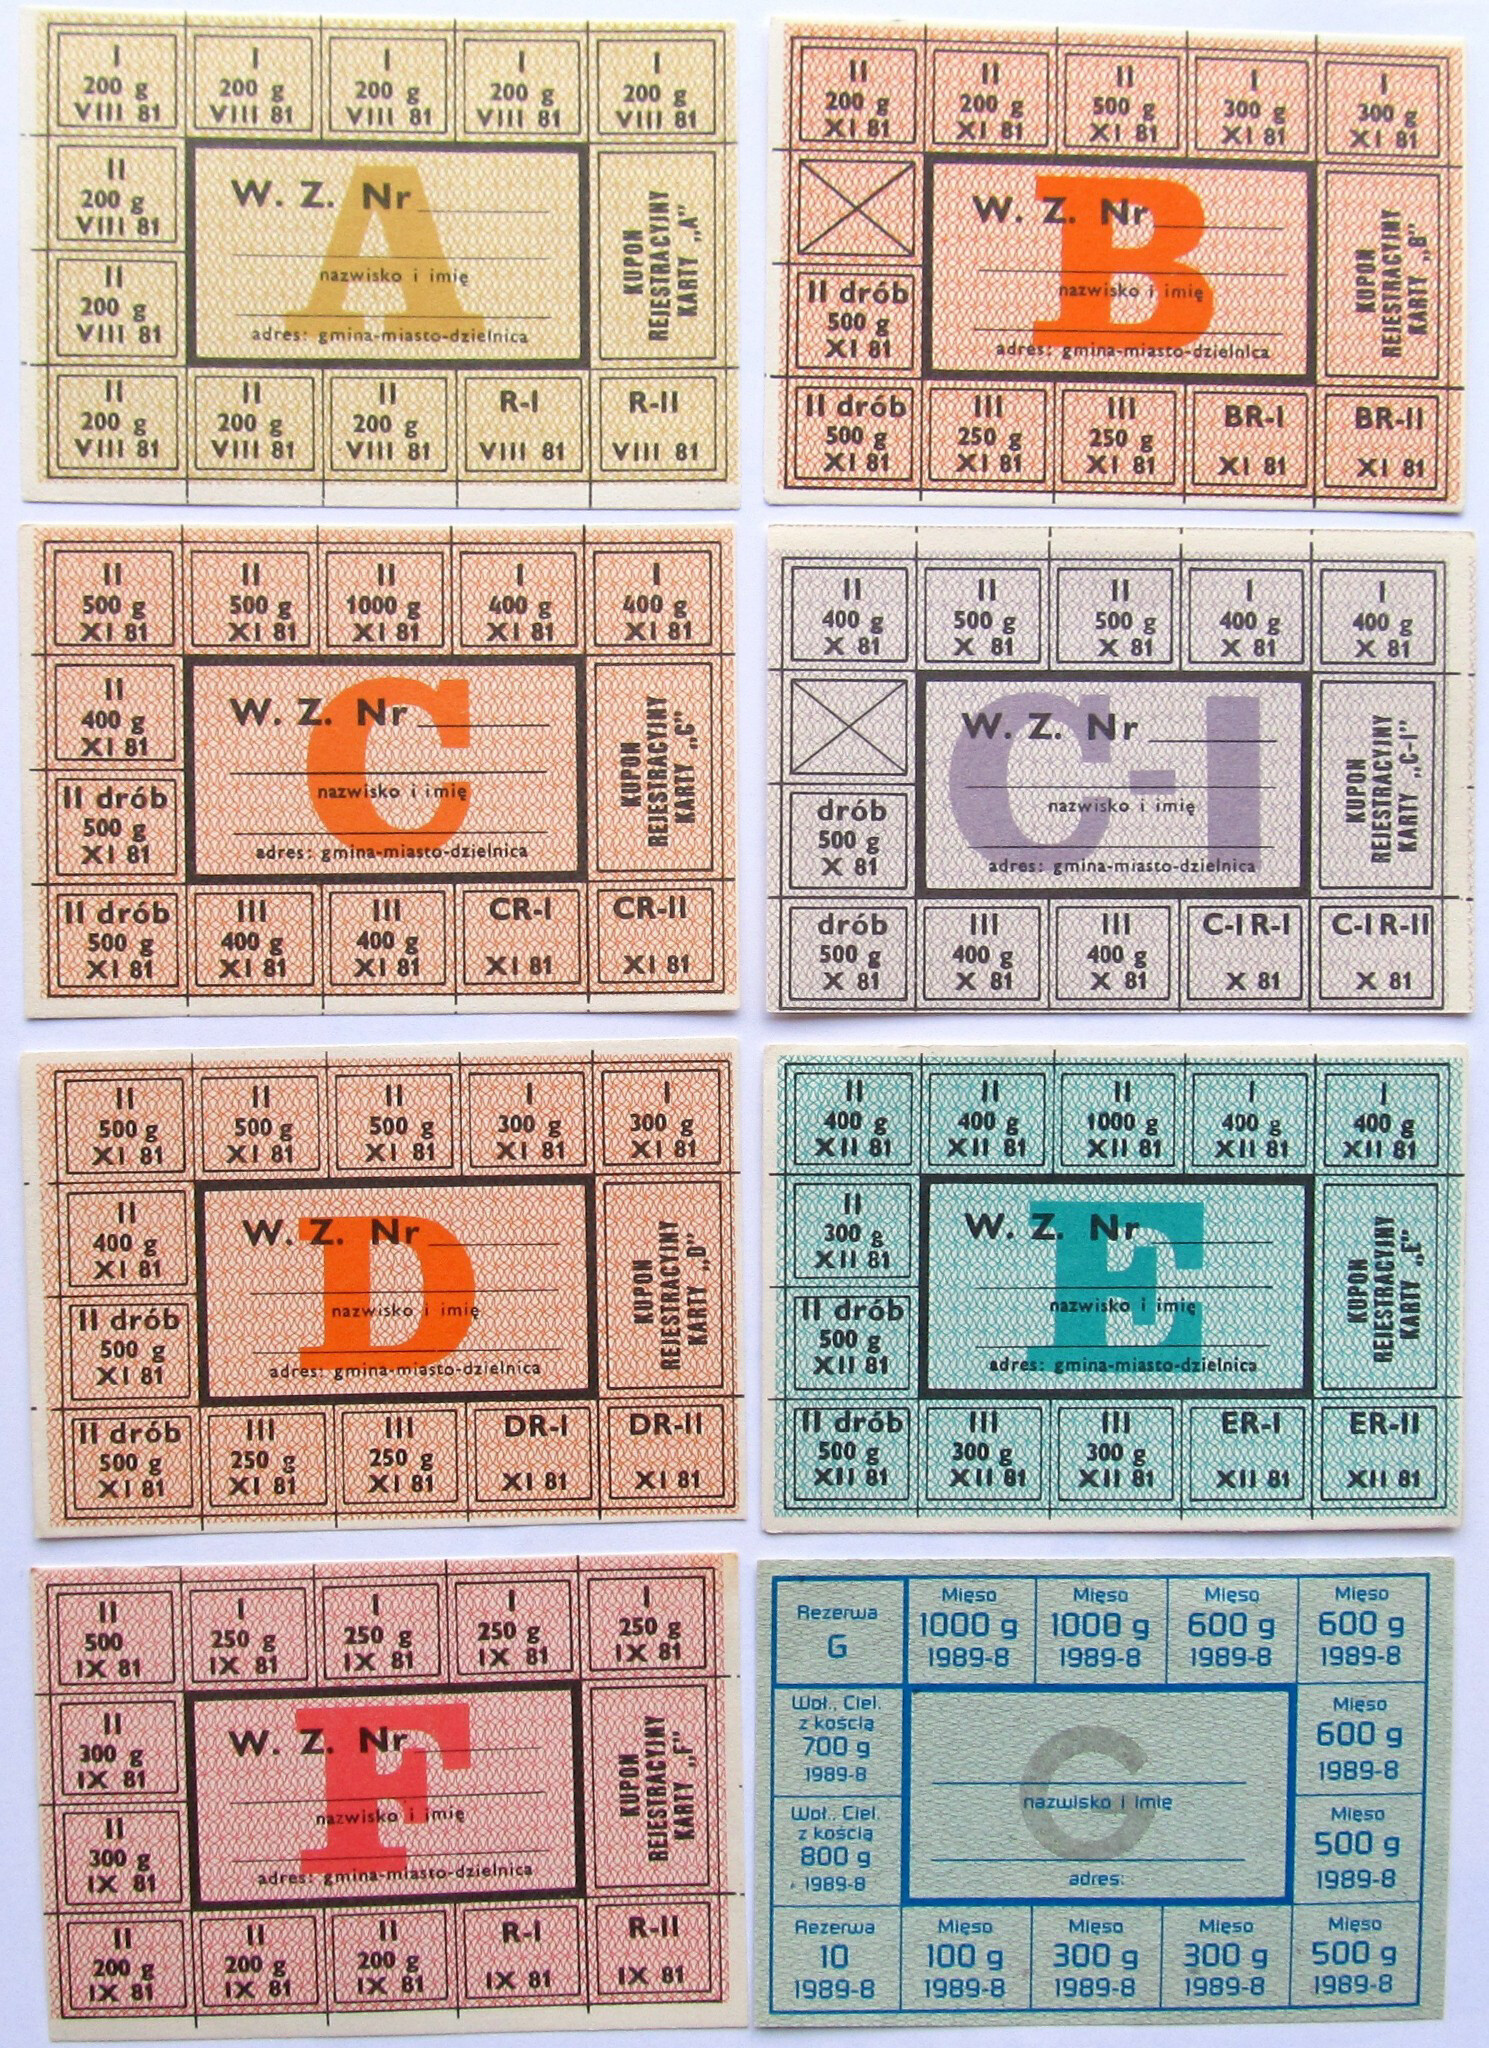 I I I I I
200 g 200 g 200 g 200 g 200 g
VIII 81 VIII 81 VIII 81 VIII 81 VIII 81
II
200 g
VIII 81
II
200 g
VIII 81
A
W. Z. Nr
nazwisko i imię
adres: gmina-miasto-dzielnica
KUPON
REJESTRACYJNY
KARTY „A"
II II II R-I R-II
200 g 200 g 200 g
VIII 81 VIII 81 VIII 81 VIII 81 VIII 81
II II II I I
200 g 200 g 500 g 300 g 300 g
XI 81 XI 81 XI 81 XI 81 XI 81
II drób
500 g
XI 81
B
W. Z. Nr
nazwisko i imię
adres: gmina-miasto-dzielnica
KUPON
REJESTRACYJNY
KARTY „B"
II drób III III BR-I BR-II
500 g 250 g 250 g
XI 81 XI 81 XI 81 XI 81 XI 81
II II II I I
500 g 500 g 1000 g 400 g 400 g
XI 81 XI 81 XI 81 XI 81 XI 81
II
400 g
XI 81
II drób
500 g
XI 81
C
W. Z. Nr
nazwisko i imię
adres: gmina-miasto-dzielnica
KUPON
REJESTRACYJNY
KARTY „C"
II drób III III CR-I CR-II
500 g 400 g 400 g
XI 81 XI 81 XI 81 XI 81 XI 81
II II II I I
400 g 500 g 500 g 400 g 400 g
X 81 X 81 X 81 X 81 X 81
drób
500 g
X 81
C-I
W. Z. Nr
nazwisko i imię
adres: gmina-miasto-dzielnica
KUPON
REJESTRACYJNY
KARTY „C-I"
drób III III C-I R-I C-I R-II
500 g 400 g 400 g
X 81 X 81 X 81 X 81 X 81
II II II I I
500 g 500 g 500 g 300 g 300 g
XI 81 XI 81 XI 81 XI 81 XI 81
II
400 g
XI 81
II drób
500 g
XI 81
D
W. Z. Nr
nazwisko i imię
adres: gmina-miasto-dzielnica
KUPON
REJESTRACYJNY
KARTY „D"
II drób III III DR-I DR-II
500 g 250 g 250 g
XI 81 XI 81 XI 81 XI 81 XI 81
II II II I I
400 g 400 g 1000 g 400 g 400 g
XII 81 XII 81 XII 81 XII 81 XII 81
II
300 g
XII 81
II drób
500 g
XII 81
E
W. Z. Nr
nazwisko i imię
adres: gmina-miasto-dzielnica
KUPON
REJESTRACYJNY
KARTY „E"
II drób III III ER-I ER-II
500 g 300 g 300 g
XII 81 XII 81 XII 81 XII 81 XII 81
II I I I I
500 250 g 250 g 250 g 250 g
IX 81 IX 81 IX 81 IX 81 IX 81
II
300 g
IX 81
II
300 g
IX 81
F
W. Z. Nr
nazwisko i imię
adres: gmina-miasto-dzielnica
KUPON
REJESTRACYJNY
KARTY „F"
II II II R-I R-II
200 g 200 g 200 g
IX 81 IX 81 IX 81 IX 81 IX 81
Rezerwa Mięso Mięso Mięso Mięso
G 1000 g 1000 g 600 g 600 g
1989-8 1989-8 1989-8 1989-8
Woł., Ciel.
z kością
700 g
1989-8
Woł., Ciel.
z kością
800 g
1989-8
G
nazwisko i imię
adres:
Mięso
600 g
1989-8
Mięso
500 g
1989-8
Rezerwa Mięso Mięso Mięso Mięso
10 100 g 300 g 300 g 500 g
1989-8 1989-8 1989-8 1989-8 1989-8